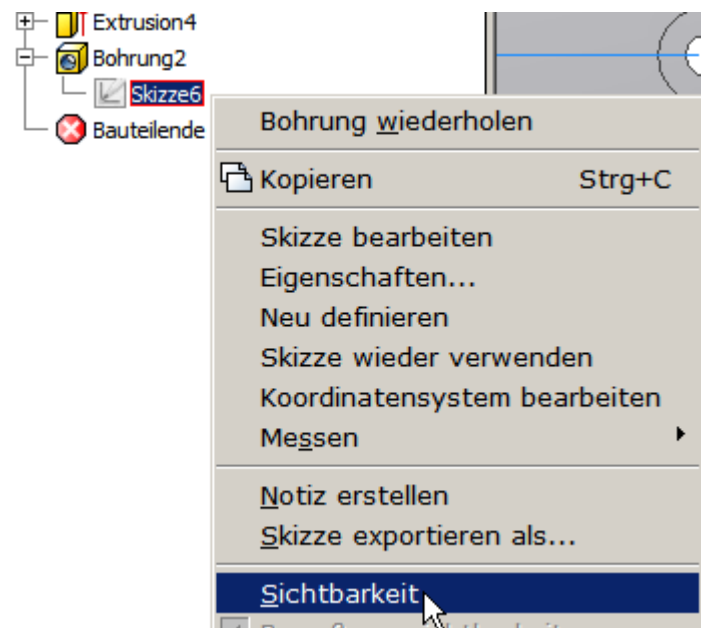 Extrusion4
Bohrung2
Skizze6
Bauteilende
Bohrung wiederholen
Kopieren Strg+C
Skizze bearbeiten
Eigenschaften...
Neu definieren
Skizze wieder verwenden
Koordinatensystem bearbeiten
Messen
Notiz erstellen
Skizze exportieren als...
Sichtbarkeit